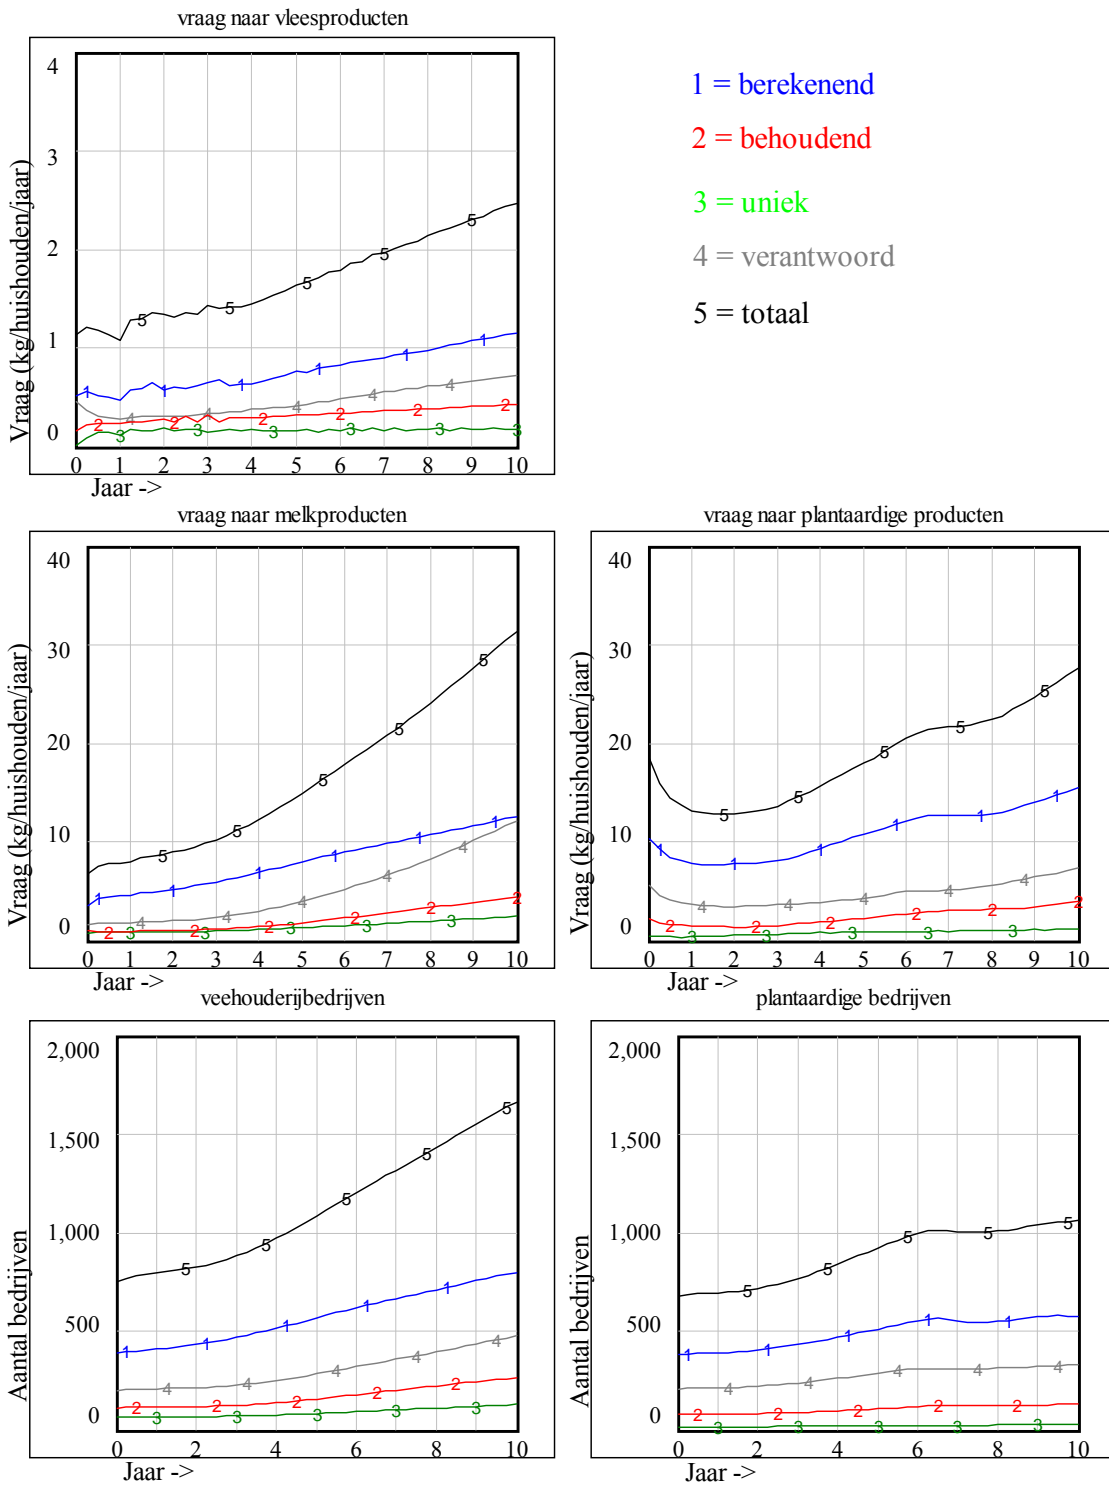 vraag naar vleesproducten
4
3
2
1
0
Vraag (kg/huishouden/jaar)
0 1 2 3 4 5 6 7 8 9 10
Jaar ->
1 = berekenend
2 = behoudend
3 = uniek
4 = verantwoord
5 = totaal
vraag naar melkproducten
40
30
20
10
0
Vraag (kg/huishouden/jaar)
0 1 2 3 4 5 6 7 8 9 10
Jaar ->
vraag naar plantaardige producten
40
30
20
10
0
Vraag (kg/huishouden/jaar)
0 1 2 3 4 5 6 7 8 9 10
Jaar ->
veehouderijbedrijven
2,000
1,500
1,000
500
0
Aantal bedrijven
0 2 4 6 8 10
Jaar ->
plantaardige bedrijven
2,000
1,500
1,000
500
0
Aantal bedrijven
0 2 4 6 8 10
Jaar ->